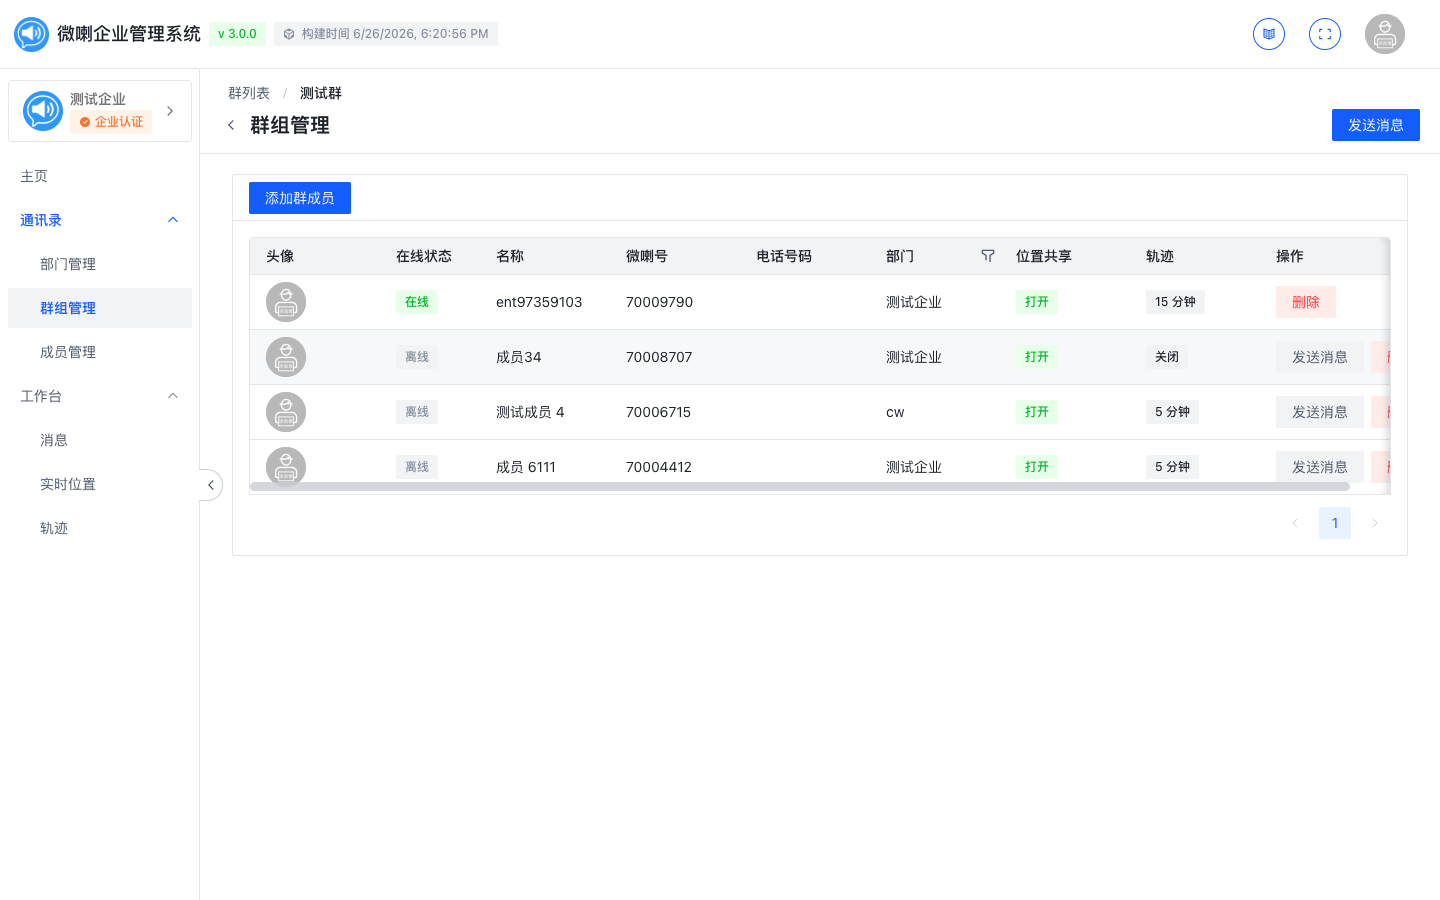 微喇企业管理系统 v 3.0.0 构建时间 6/26/2026, 6:20:56 PM
测试企业
企业认证
主页
通讯录
部门管理
群组管理
成员管理
工作台
消息
实时位置
轨迹
群列表 / 测试群
群组管理
发送消息
添加群成员
头像 在线状态 名称 微喇号 电话号码 部门 位置共享 轨迹 操作
在线 ent97359103 70009790 测试企业 打开 15 分钟 删除
离线 成员34 70008707 测试企业 打开 关闭 发送消息
离线 测试成员 4 70006715 cw 打开 5 分钟 发送消息
离线 成员 6111 70004412 测试企业 打开 5 分钟 发送消息
1